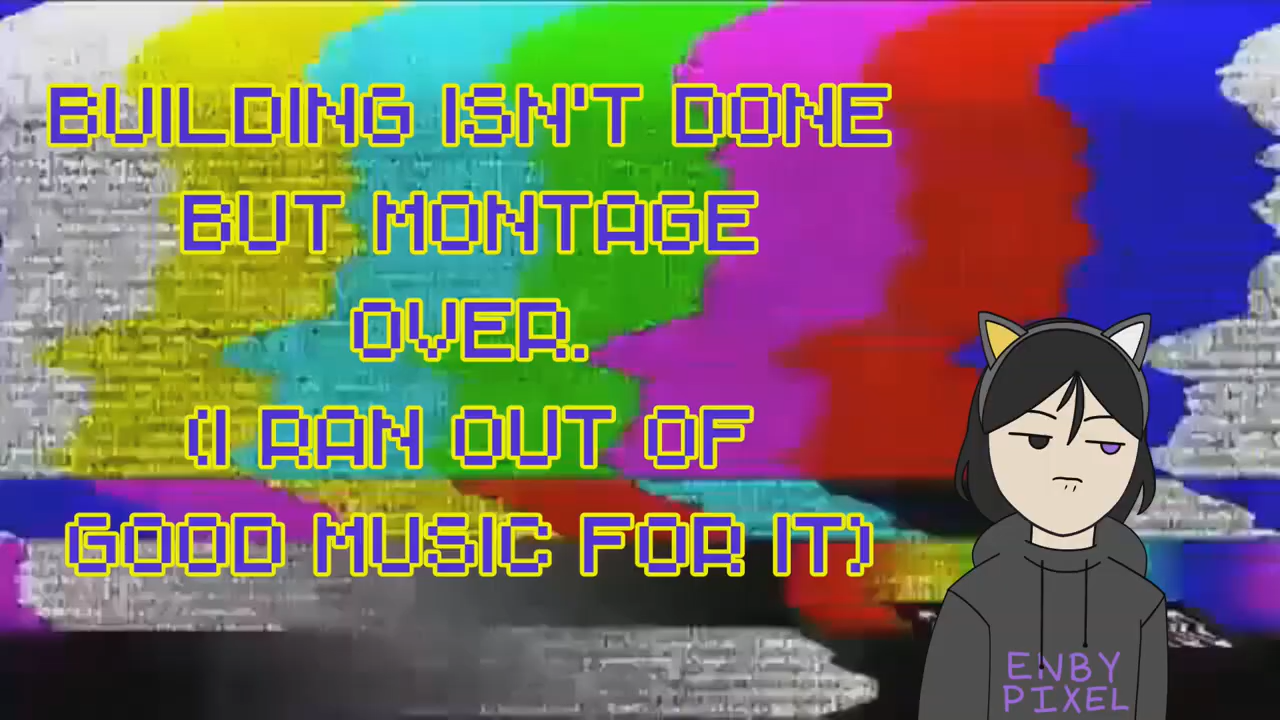 BUILDING ISN'T DONE
BUT MONTAGE
OVER.
(I RAN OUT OF
GOOD MUSIC FOR IT)
ENBY
PIXEL